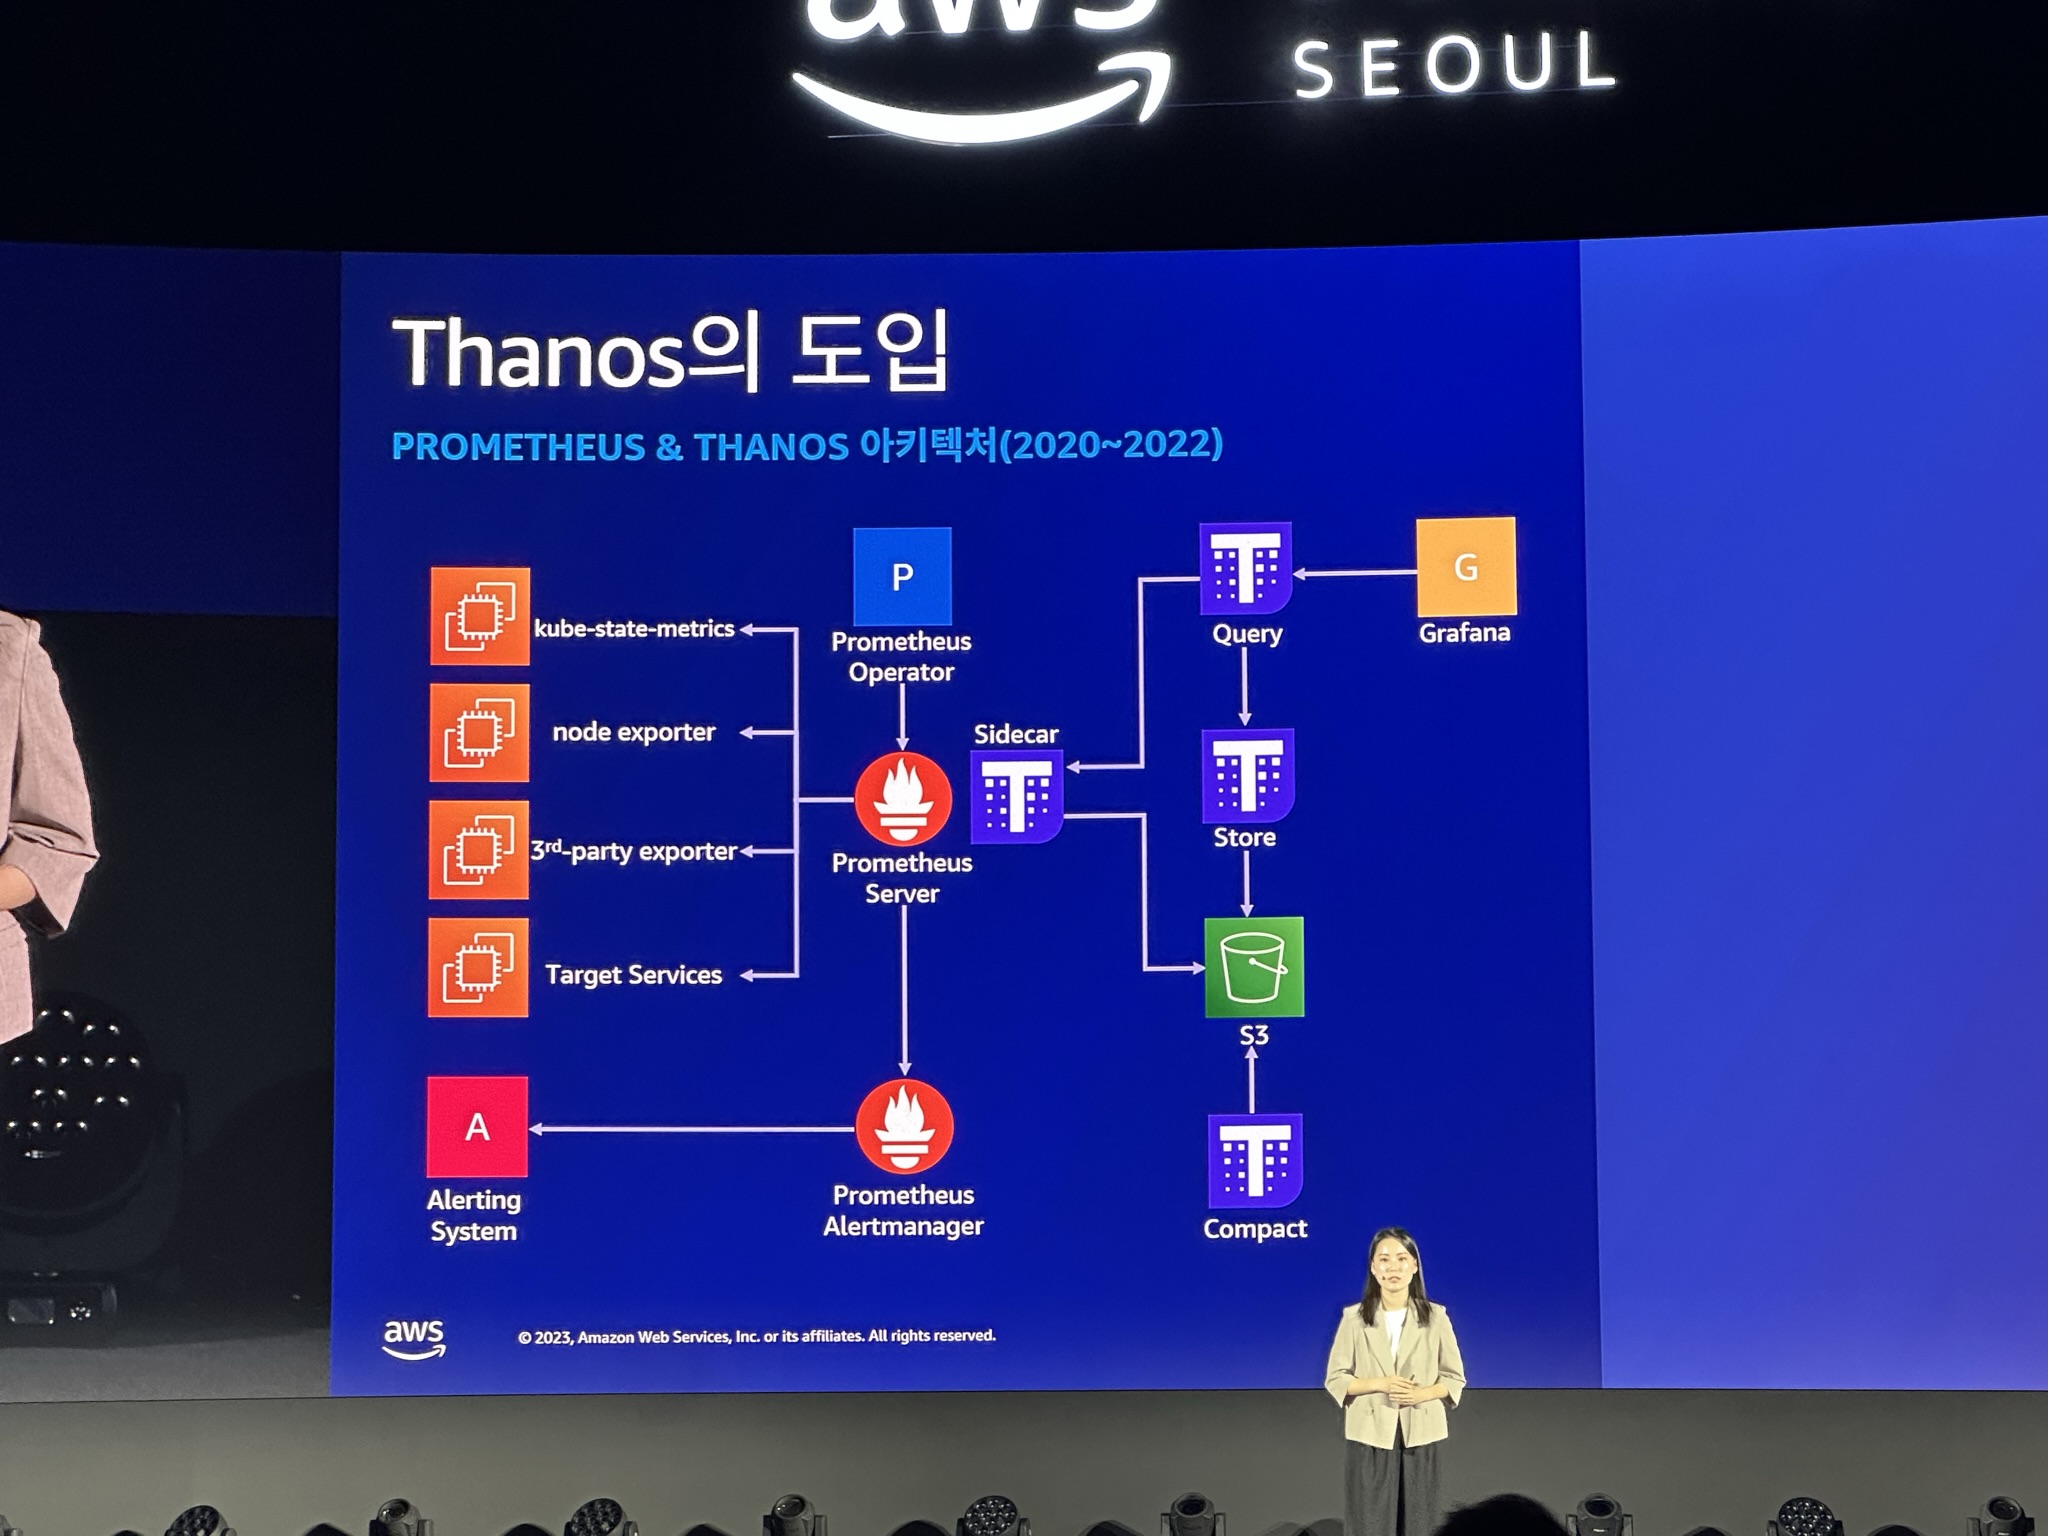 aws
SEOUL
Thanos의 도입
PROMETHEUS & THANOS 아키텍처(2020~2022)
P
Prometheus
Operator
T
Query
G
Grafana
kube-state-metrics
node exporter
3rd-party exporter
Target Services
Prometheus
Server
Sidecar
T
T
Store
S3
A
Alerting
System
Prometheus
Alertmanager
T
Compact
aws
© 2023, Amazon Web Services, Inc. or its affiliates. All rights reserved.